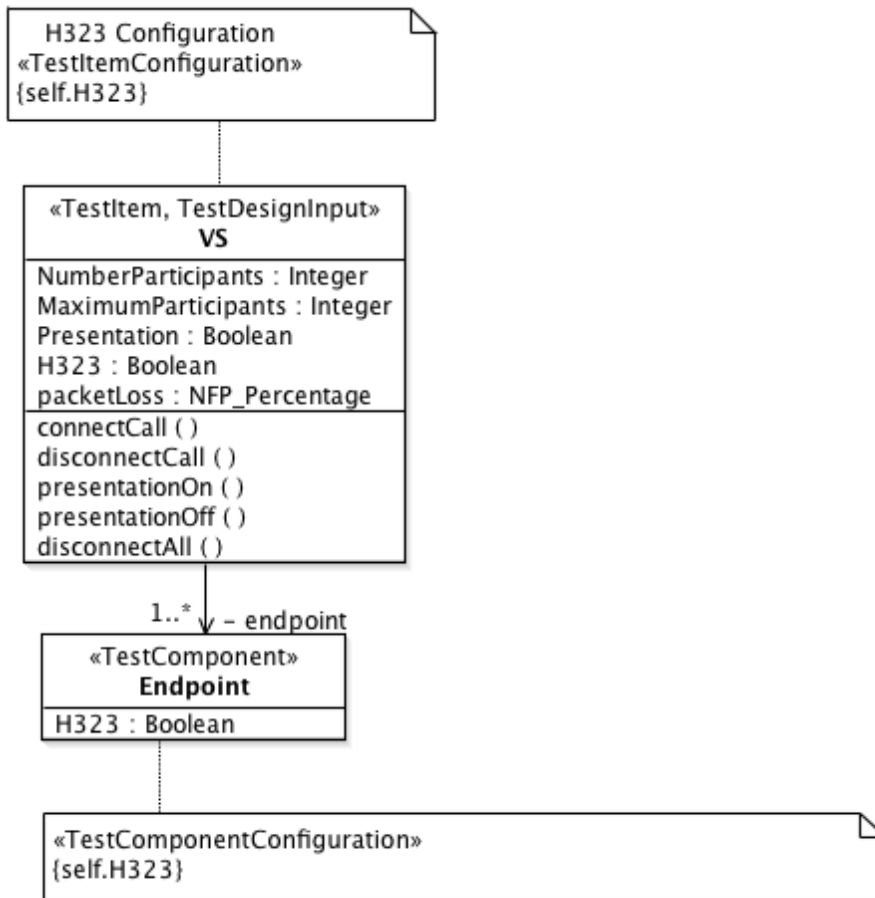 H323 Configuration
«TestItemConfiguration»
{self.H323}
«TestItem, TestDesignInput»
VS
NumberParticipants : Integer
MaximumParticipants : Integer
Presentation : Boolean
H323 : Boolean
packetLoss : NFP_Percentage
connectCall ( )
disconnectCall ( )
presentationOn ( )
presentationOff ( )
disconnectAll ( )
1..* – endpoint
«TestComponent»
Endpoint
H323 : Boolean
«TestComponentConfiguration»
{self.H323}